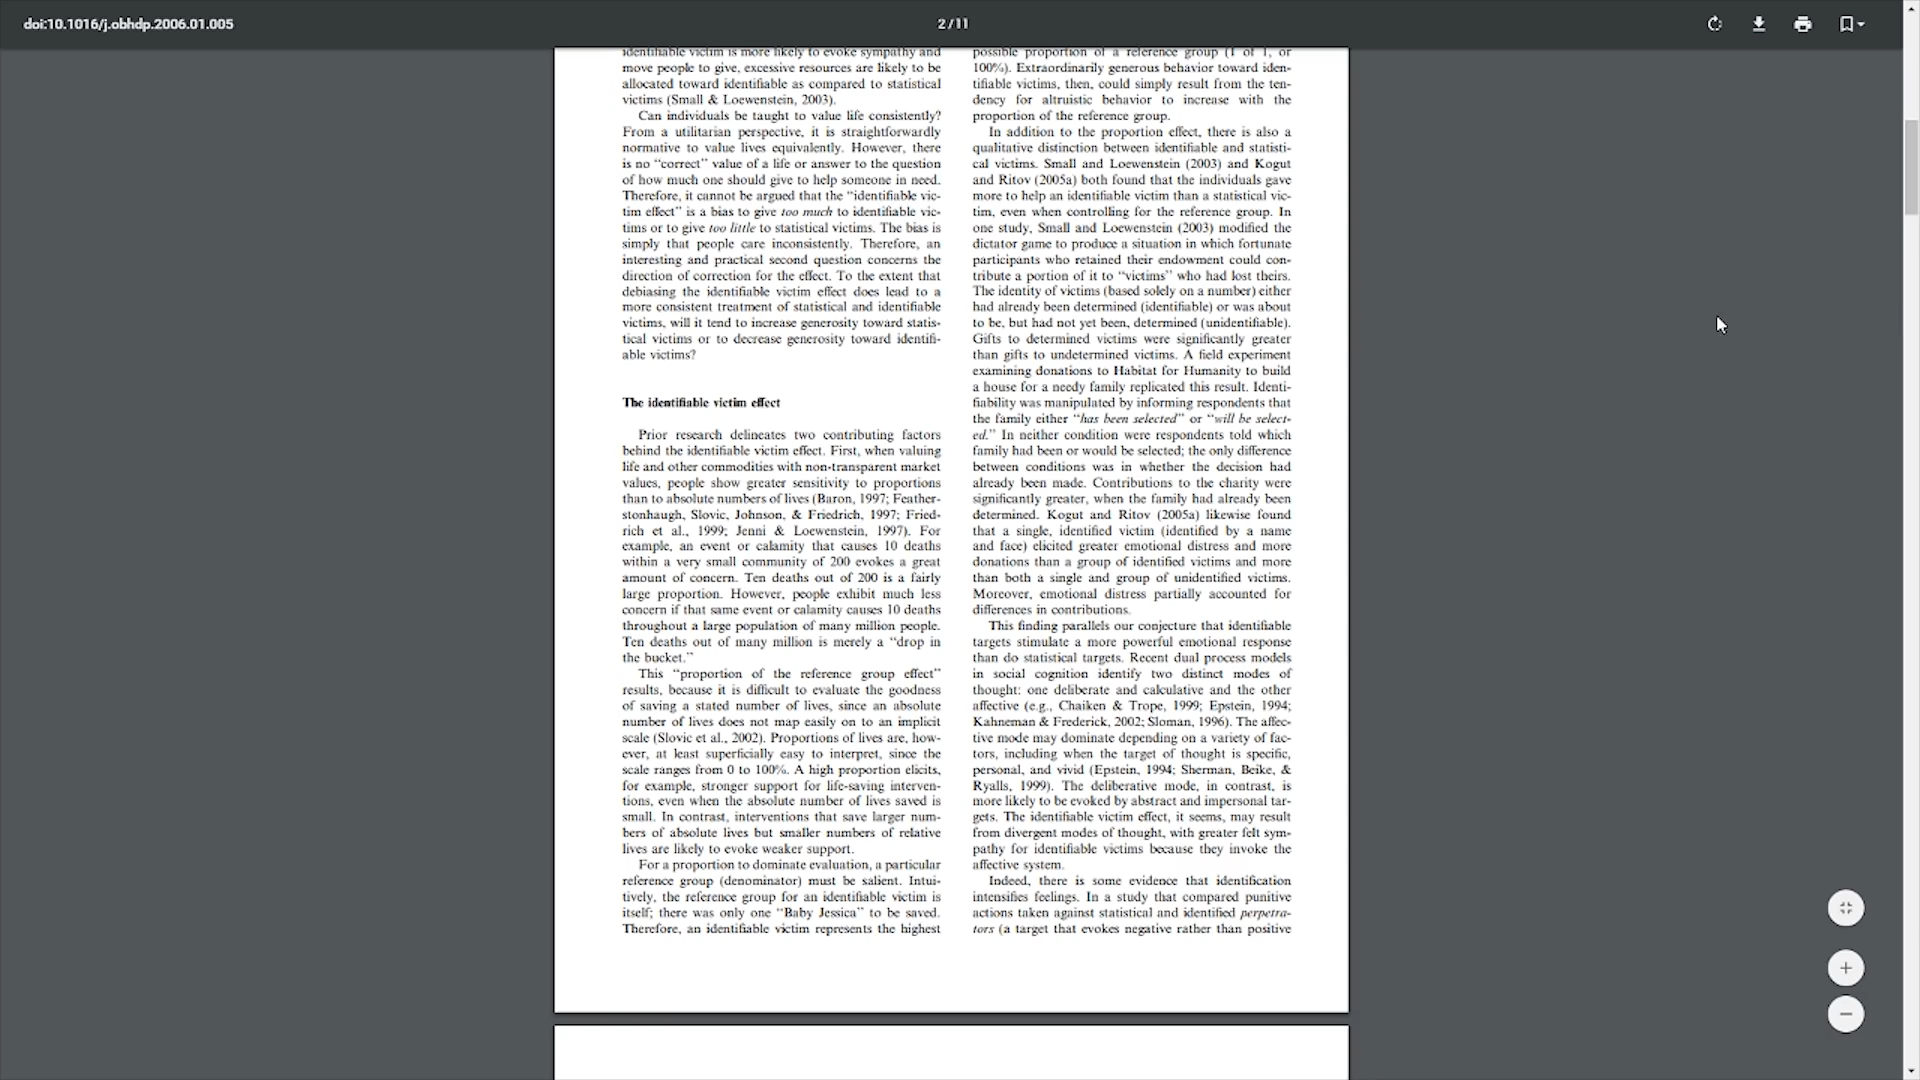 doi:10.1016/j.obhdp.2006.01.005
2 / 11
identifiable victim is more likely to evoke sympathy and
move people to give, excessive resources are likely to be
allocated toward identifiable as compared to statistical
victims (Small & Loewenstein, 2003).
Can individuals be taught to value life consistently?
From a utilitarian perspective, it is straightforwardly
normative to value lives equivalently. However, there
is no “correct” value of a life or answer to the question
of how much one should give to help someone in need.
Therefore, it cannot be argued that the “identifiable vic-
tim effect” is a bias to give too much to identifiable vic-
tims or to give too little to statistical victims. The bias is
simply that people care inconsistently. Therefore, an
interesting and practical second question concerns the
direction of correction for the effect. To the extent that
debiasing the identifiable victim effect does lead to a
more consistent treatment of statistical and identifiable
victims, will it tend to increase generosity toward statis-
tical victims or to decrease generosity toward identifi-
able victims?
The identifiable victim effect
Prior research delineates two contributing factors
behind the identifiable victim effect. First, when valuing
life and other commodities with non-transparent market
values, people show greater sensitivity to proportions
than to absolute numbers of lives (Baron, 1997; Feather-
stonhaugh, Slovic, Johnson, & Friedrich, 1997; Fried-
rich et al., 1999; Jenni & Loewenstein, 1997). For
example, an event or calamity that causes 10 deaths
within a very small community of 200 evokes a great
amount of concern. Ten deaths out of 200 is a fairly
large proportion. However, people exhibit much less
concern if that same event or calamity causes 10 deaths
throughout a large population of many million people.
Ten deaths out of many million is merely a “drop in
the bucket.”
This “proportion of the reference group effect”
results, because it is difficult to evaluate the goodness
of saving a stated number of lives, since an absolute
number of lives does not map easily on to an implicit
scale (Slovic et al., 2002). Proportions of lives are, how-
ever, at least superficially easy to interpret, since the
scale ranges from 0 to 100%. A high proportion elicits,
for example, stronger support for life-saving interven-
tions, even when the absolute number of lives saved is
small. In contrast, interventions that save larger num-
bers of absolute lives but smaller numbers of relative
lives are likely to evoke weaker support.
For a proportion to dominate evaluation, a particular
reference group (denominator) must be salient. Intui-
tively, the reference group for an identifiable victim is
itself; there was only one “Baby Jessica” to be saved.
Therefore, an identifiable victim represents the highest
possible proportion of a reference group (1 of 1, or
100%). Extraordinarily generous behavior toward iden-
tifiable victims, then, could simply result from the ten-
dency for altruistic behavior to increase with the
proportion of the reference group.
In addition to the proportion effect, there is also a
qualitative distinction between identifiable and statisti-
cal victims. Small and Loewenstein (2003) and Kogut
and Ritov (2005a) both found that the individuals gave
more to help an identifiable victim than a statistical vic-
tim, even when controlling for the reference group. In
one study, Small and Loewenstein (2003) modified the
dictator game to produce a situation in which fortunate
participants who retained their endowment could con-
tribute a portion of it to “victims” who had lost theirs.
The identity of victims (based solely on a number) either
had already been determined (identifiable) or was about
to be, but had not yet been, determined (unidentifiable).
Gifts to determined victims were significantly greater
than gifts to undetermined victims. A field experiment
examining donations to Habitat for Humanity to build
a house for a needy family replicated this result. Identi-
fiability was manipulated by informing respondents that
the family either “has been selected” or “will be select-
ed.” In neither condition were respondents told which
family had been or would be selected; the only difference
between conditions was in whether the decision had
already been made. Contributions to the charity were
significantly greater, when the family had already been
determined. Kogut and Ritov (2005a) likewise found
that a single, identified victim (identified by a name
and face) elicited greater emotional distress and more
donations than a group of identified victims and more
than both a single and group of unidentified victims.
Moreover, emotional distress partially accounted for
differences in contributions.
This finding parallels our conjecture that identifiable
targets stimulate a more powerful emotional response
than do statistical targets. Recent dual process models
in social cognition identify two distinct modes of
thought: one deliberate and calculative and the other
affective (e.g., Chaiken & Trope, 1999; Epstein, 1994;
Kahneman & Frederick, 2002; Sloman, 1996). The affec-
tive mode may dominate depending on a variety of fac-
tors, including when the target of thought is specific,
personal, and vivid (Epstein, 1994; Sherman, Beike, &
Ryalls, 1999). The deliberative mode, in contrast, is
more likely to be evoked by abstract and impersonal tar-
gets. The identifiable victim effect, it seems, may result
from divergent modes of thought, with greater felt sym-
pathy for identifiable victims because they invoke the
affective system.
Indeed, there is some evidence that identification
intensifies feelings. In a study that compared punitive
actions taken against statistical and identified perpetra-
tors (a target that evokes negative rather than positive